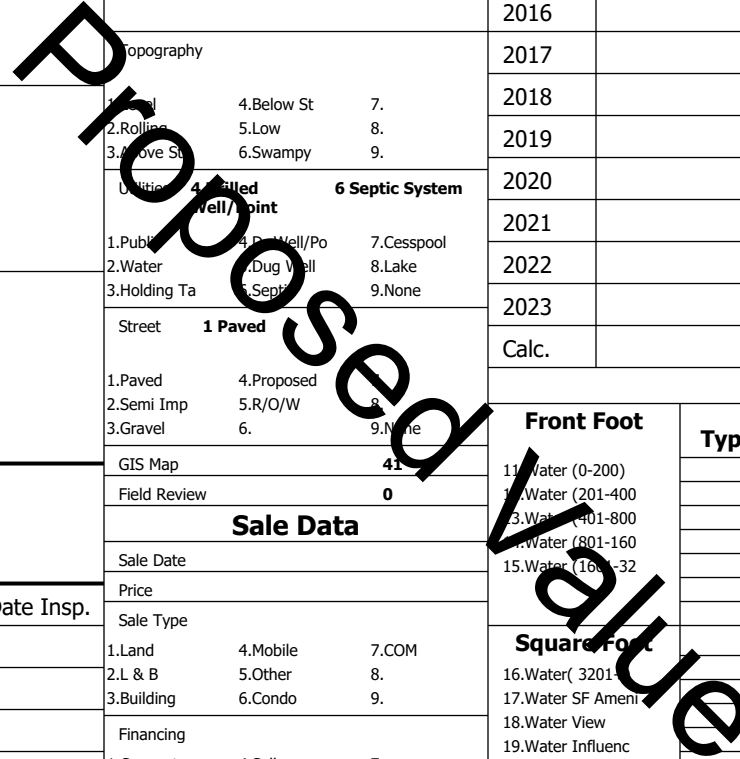 Topography
4.Below St 7.
2.Rolling 5.Low 8.
3.Above St 6.Swampy 9.
Utilities 4 Drilled Well/Point 6 Septic System
4.Dr Well/Po 7.Cesspool
2.Water 5.Dug Well 8.Lake
3.Holding Ta 6.Septic 9.None
Street 1 Paved
1.Paved 4.Proposed
2.Semi Imp 5.R/O/W 8.
3.Gravel 6. 9.None
GIS Map 41
Field Review 0
Sale Data
Sale Date
Price
Sale Type
1.Land 4.Mobile 7.COM
2.L & B 5.Other 8.
3.Building 6.Condo 9.
Financing
Date Insp.
2016
2017
2018
2019
2020
2021
2022
2023
Calc.
Front Foot
11.Water (0-200)
12.Water (201-400
13.Water (401-800
14.Water (801-160
15.Water (1601-32
Square Foot
16.Water( 3201-
17.Water SF Ameni
18.Water View
19.Water Influenc
Typ
Proposed Value